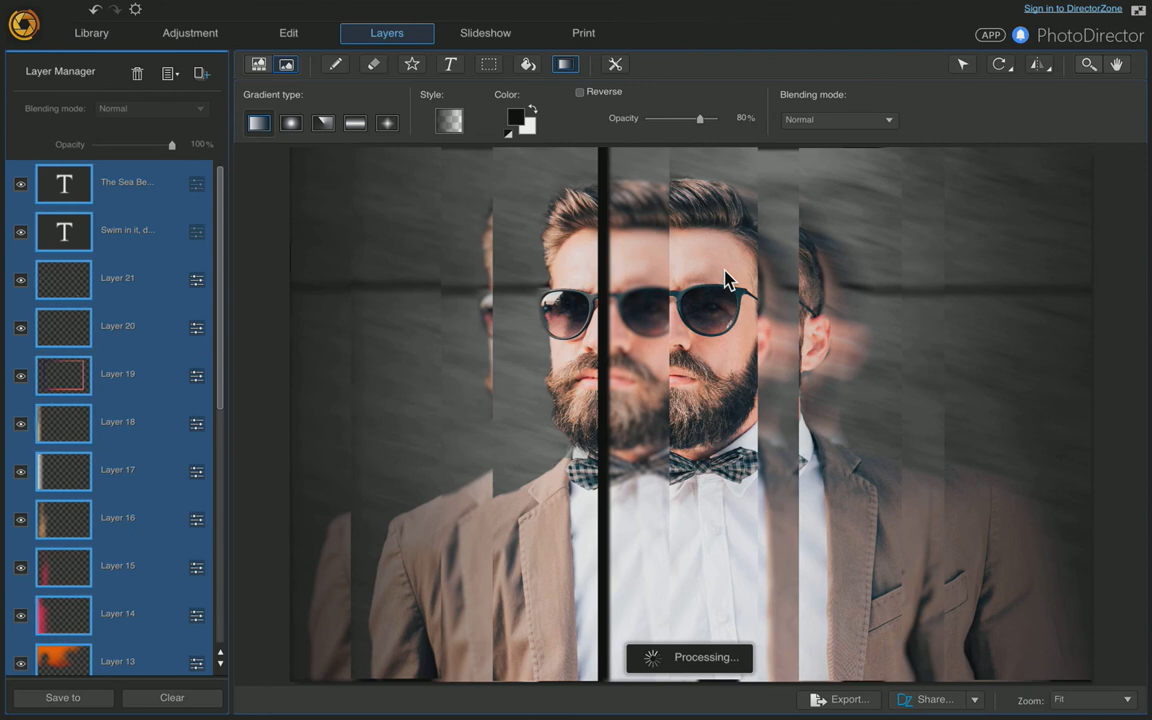 Sign in to DirectorZone
Library
Adjustment
Edit
Layers
Slideshow
Print
APP
PhotoDirector
Layer Manager
Blending mode: Normal
Opacity 100%
T The Sea Be...
T Swim in it, d...
Layer 21
Layer 20
Layer 19
Layer 18
Layer 17
Layer 16
Layer 15
Layer 14
Layer 13
Save to
Clear
T
Gradient type:
Style:
Color:
Reverse
Opacity 80%
Blending mode:
Normal
Processing...
Export...
DZ Share...
Zoom: Fit